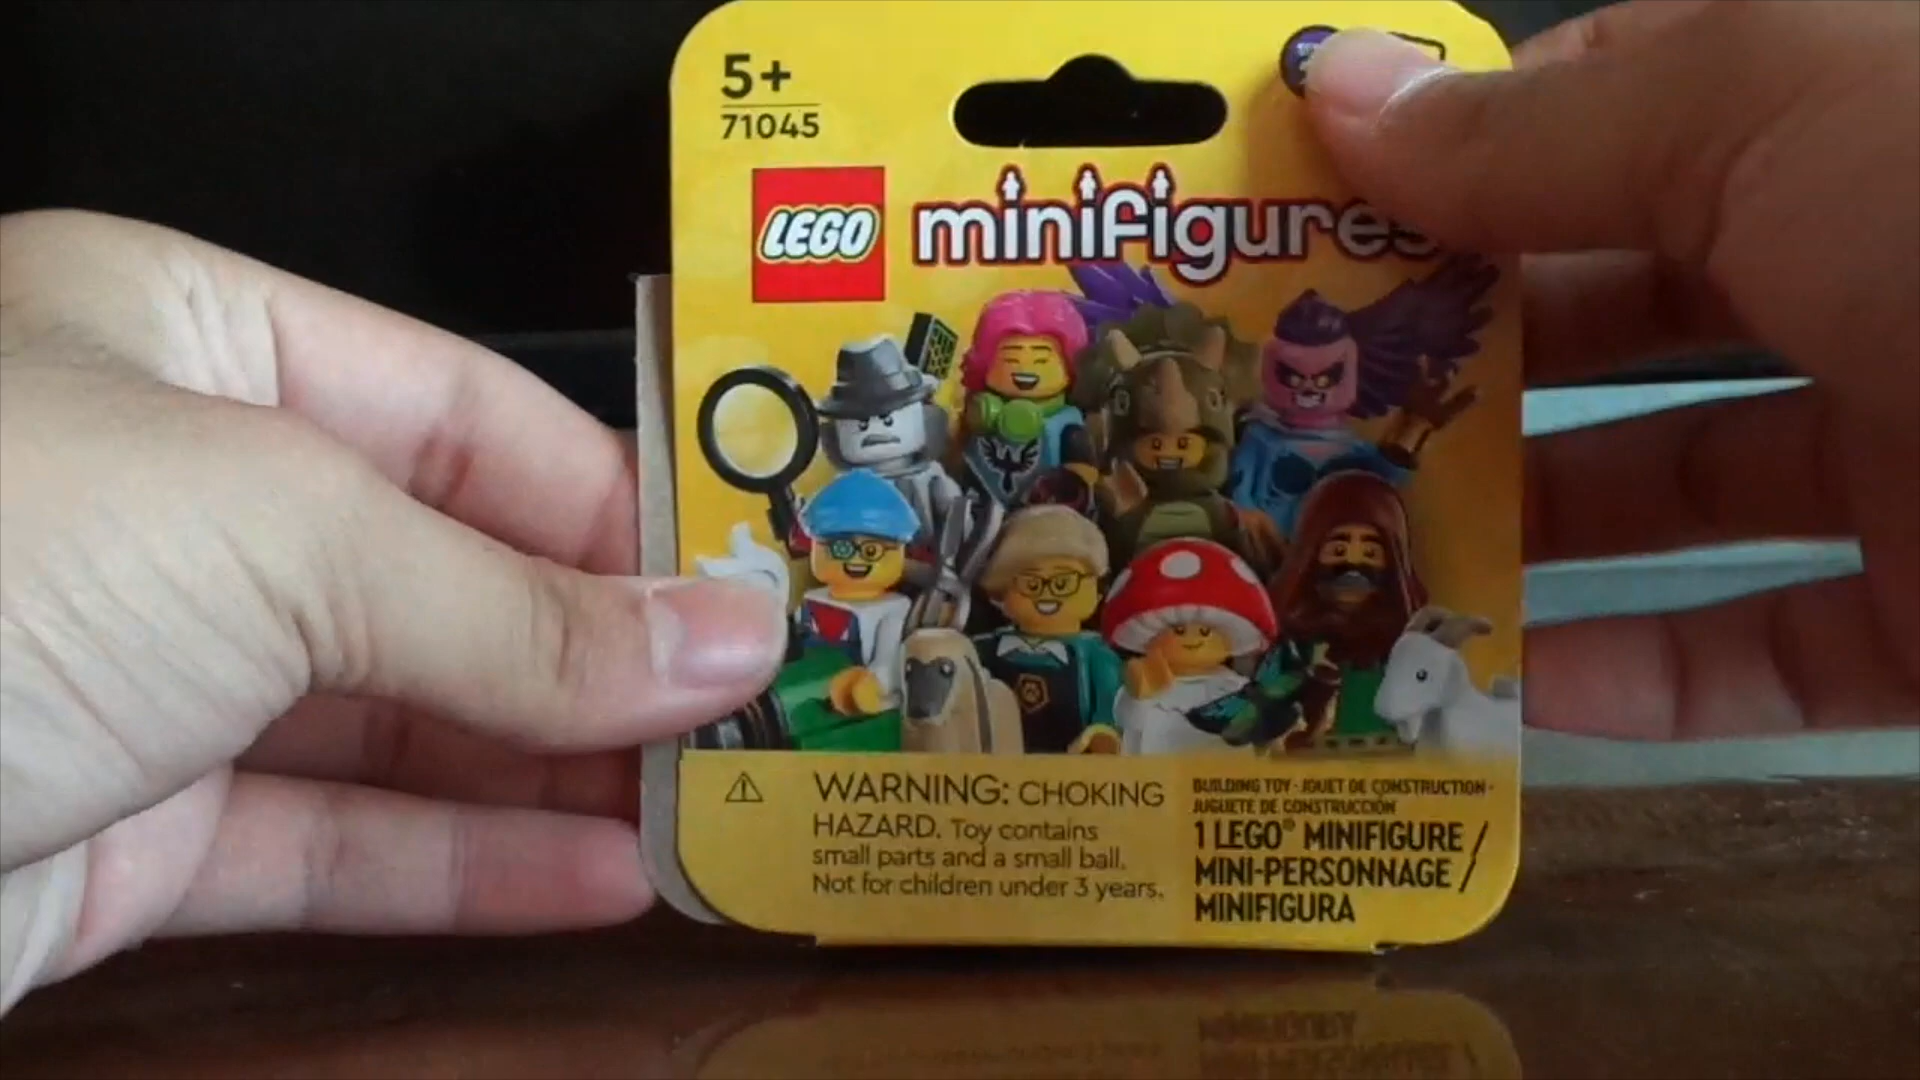 5+
71045
LEGO
minifigures
WARNING: CHOKING
HAZARD. Toy contains
small parts and a small ball.
Not for children under 3 years.
BUILDING TOY · JOUET DE CONSTRUCTION ·
JUGUETE DE CONSTRUCCIÓN
1 LEGO® MINIFIGURE /
MINI-PERSONNAGE /
MINIFIGURA